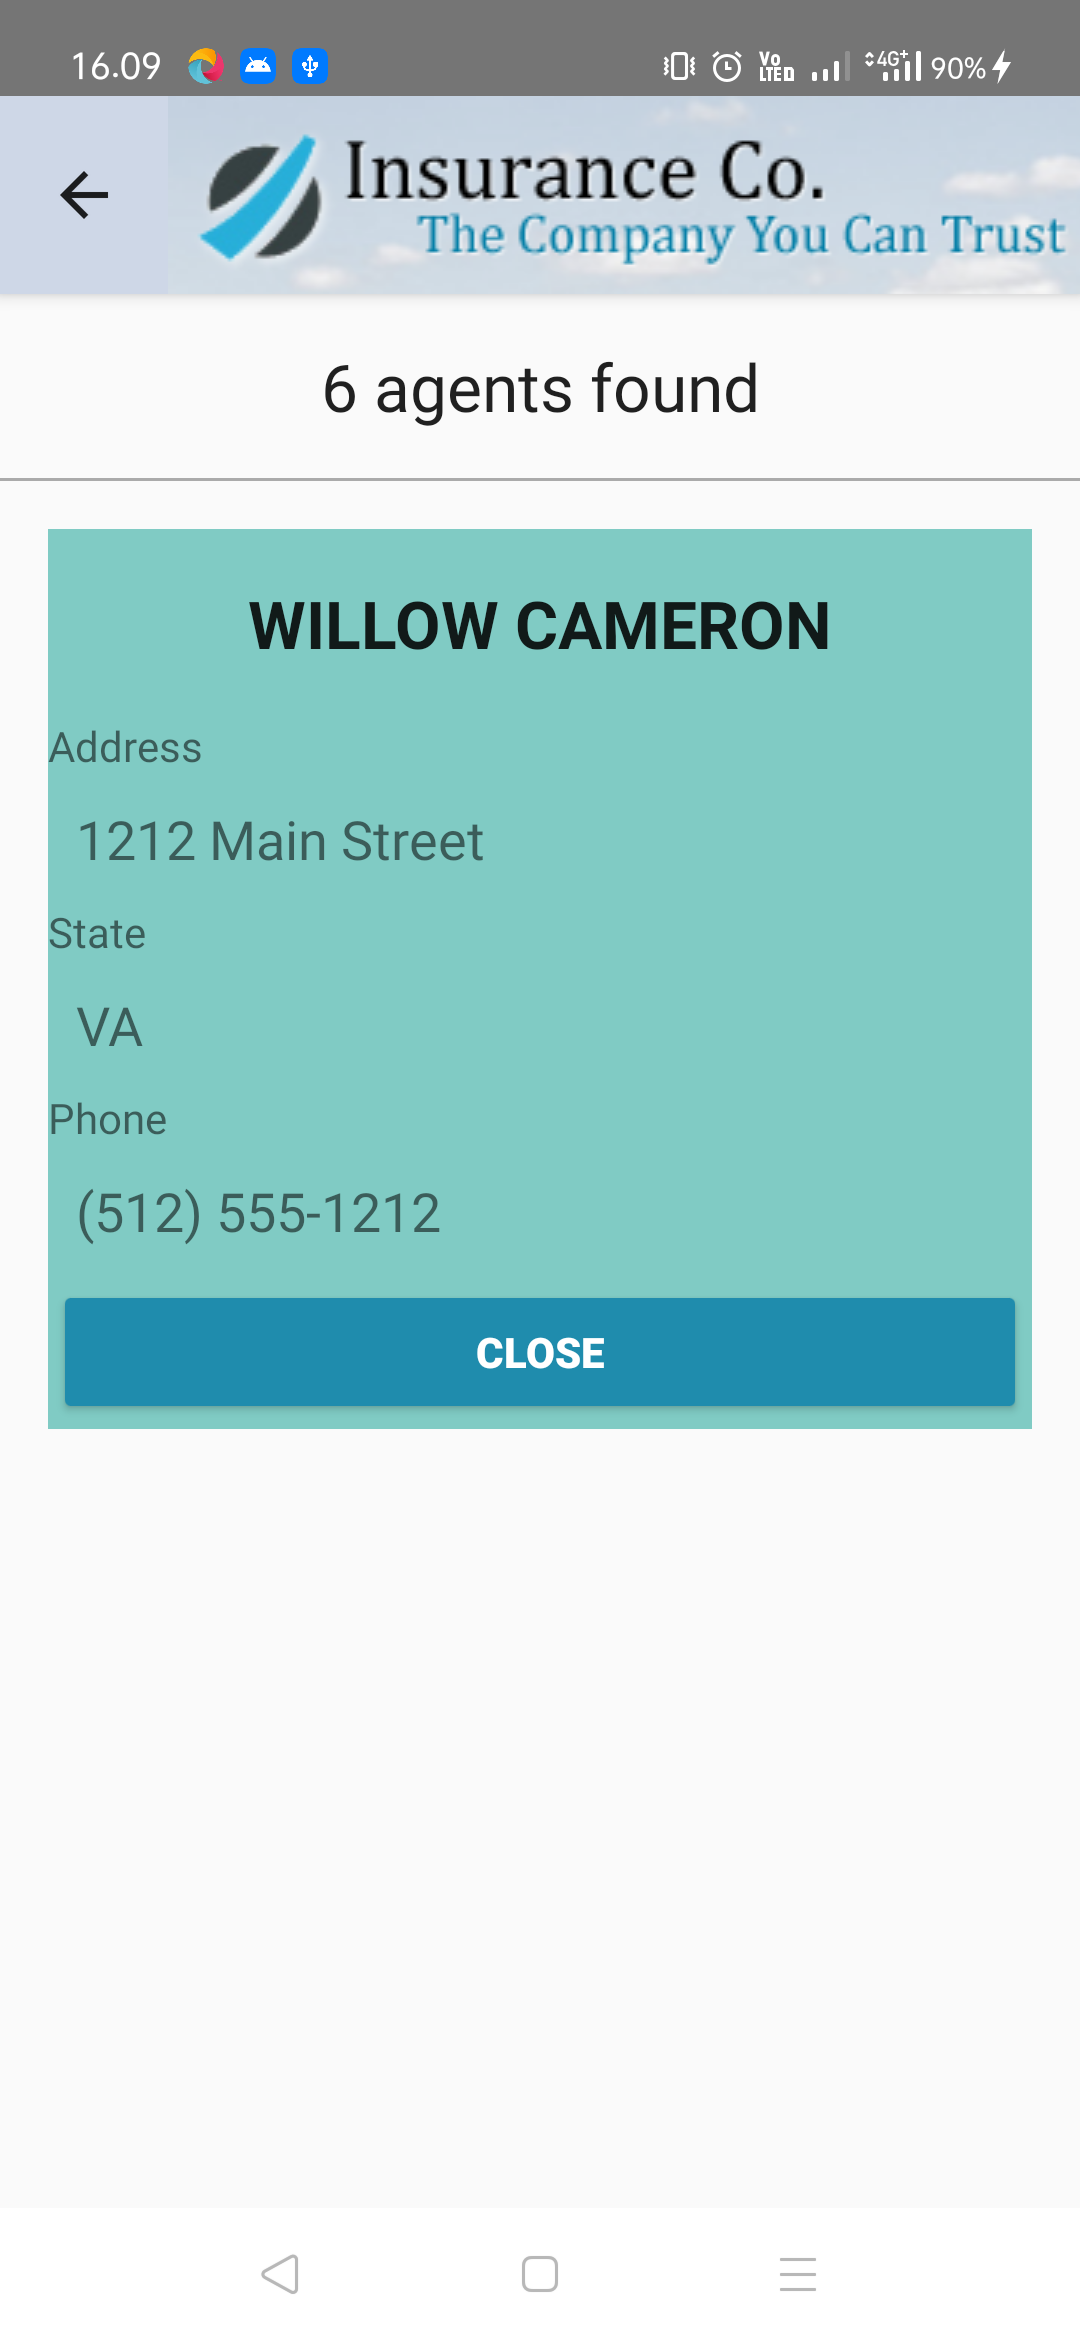 16.09 Vo LTED 4G+ 90%
Insurance Co.
The Company You Can Trust
6 agents found
WILLOW CAMERON
Address
1212 Main Street
State
VA
Phone
(512) 555-1212
CLOSE